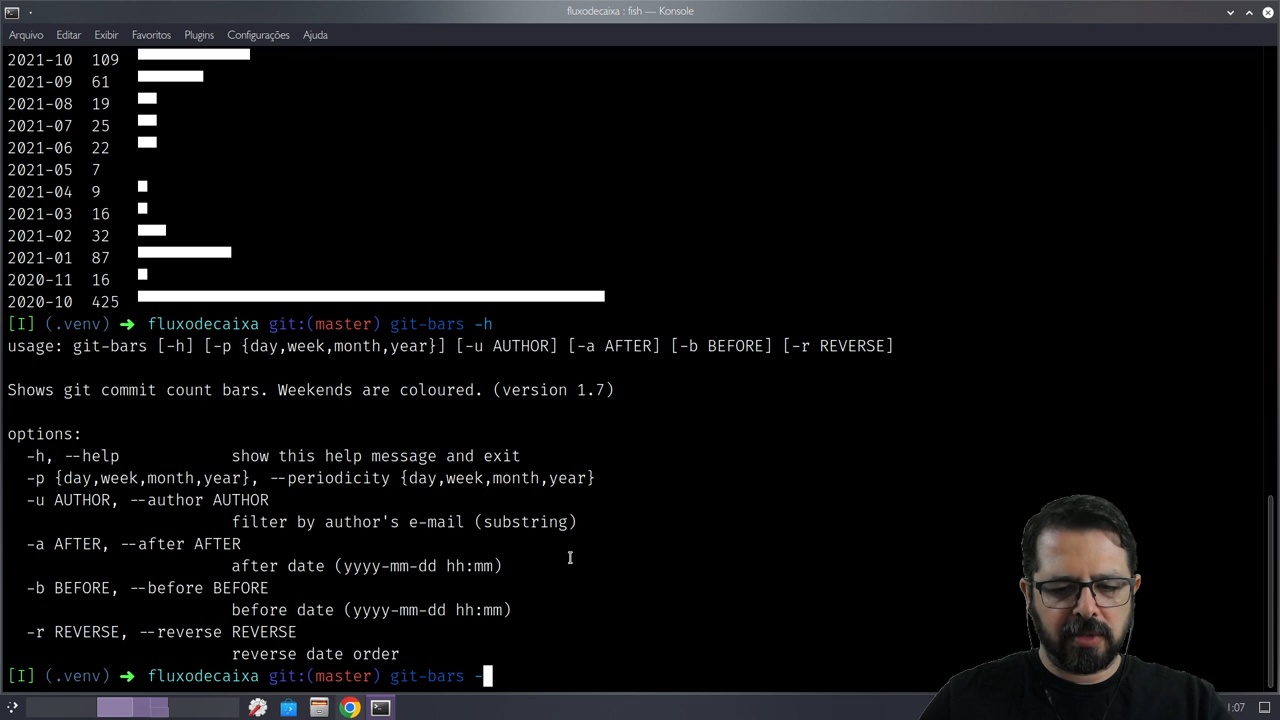 fluxodecaixa : fish — Konsole
Arquivo Editar Exibir Favoritos Plugins Configurações Ajuda
2021-10 109
2021-09 61
2021-08 19
2021-07 25
2021-06 22
2021-05 7
2021-04 9
2021-03 16
2021-02 32
2021-01 87
2020-11 16
2020-10 425
[I] (.venv) ➜ fluxodecaixa git:(master) git-bars -h
usage: git-bars [-h] [-p {day,week,month,year}] [-u AUTHOR] [-a AFTER] [-b BEFORE] [-r REVERSE]
Shows git commit count bars. Weekends are coloured. (version 1.7)
options:
-h, --help show this help message and exit
-p {day,week,month,year}, --periodicity {day,week,month,year}
-u AUTHOR, --author AUTHOR
filter by author's e-mail (substring)
-a AFTER, --after AFTER
after date (yyyy-mm-dd hh:mm)
-b BEFORE, --before BEFORE
before date (yyyy-mm-dd hh:mm)
-r REVERSE, --reverse REVERSE
reverse date order
[I] (.venv) ➜ fluxodecaixa git:(master) git-bars -